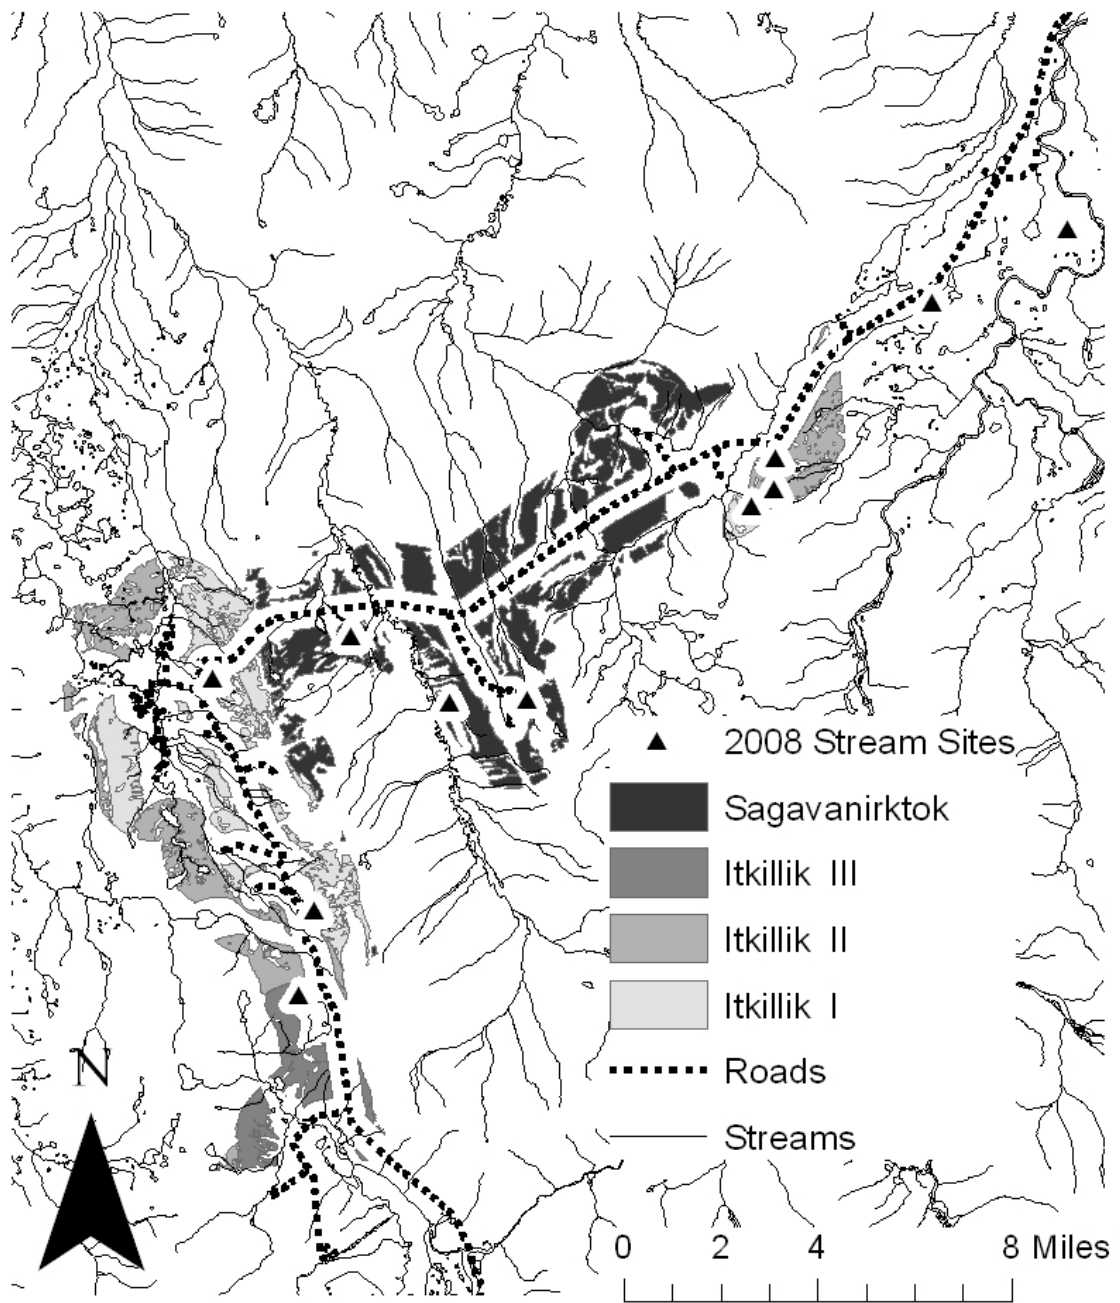 2008 Stream Sites
Sagavanirktok
Itkillik III
Itkillik II
Itkillik I
Roads
Streams
N
0 2 4 8 Miles